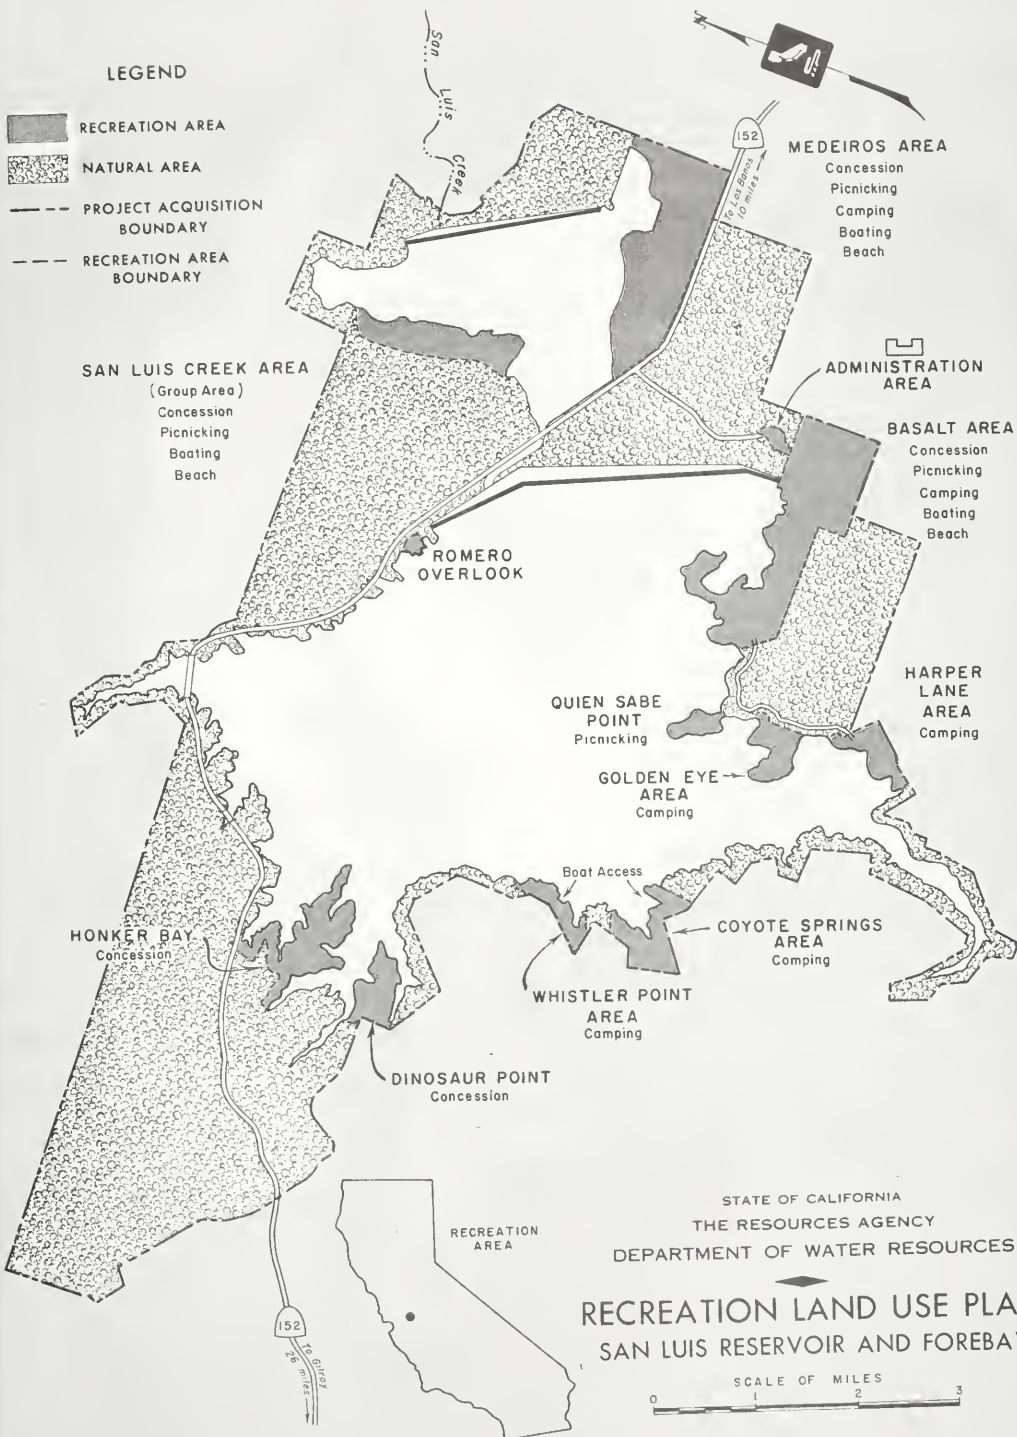 LEGEND
RECREATION AREA
NATURAL AREA
PROJECT ACQUISITION
BOUNDARY
RECREATION AREA
BOUNDARY
San Luis Creek
N
152
To Los Banos
10 miles
MEDEIROS AREA
Concession
Picnicking
Camping
Boating
Beach
SAN LUIS CREEK AREA
(Group Area)
Concession
Picnicking
Boating
Beach
ADMINISTRATION
AREA
BASALT AREA
Concession
Picnicking
Camping
Boating
Beach
ROMERO
OVERLOOK
QUIEN SABE
POINT
Picnicking
HARPER
LANE
AREA
Camping
GOLDEN EYE
AREA
Camping
Boat Access
HONKER BAY
Concession
COYOTE SPRINGS
AREA
Camping
WHISTLER POINT
AREA
Camping
DINOSAUR POINT
Concession
152
To Gilroy
26 miles
RECREATION
AREA
STATE OF CALIFORNIA
THE RESOURCES AGENCY
DEPARTMENT OF WATER RESOURCES
RECREATION LAND USE PLA
SAN LUIS RESERVOIR AND FOREBA
SCALE OF MILES
0 1 2 3